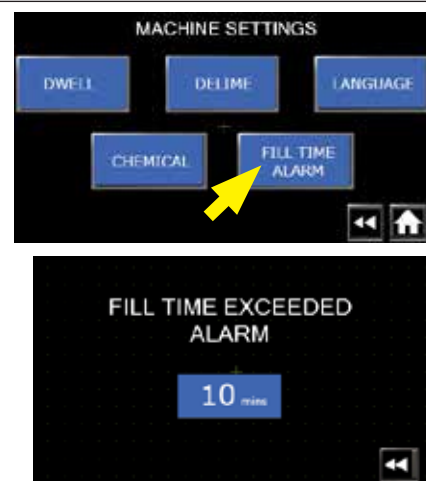 MACHINE SETTINGS
DWELL DELIME LANGUAGE
CHEMICAL FILL TIME
ALARM
FILL TIME EXCEEDED
ALARM
10 mins